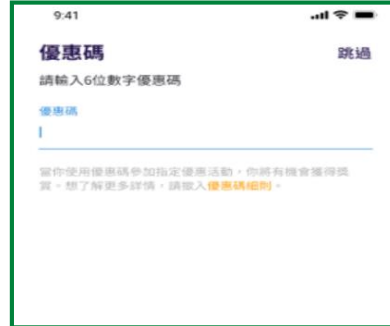 9:41
優惠碼
跳過
請輸入6位數字優惠碼
優惠碼
當你使用優惠碼參加指定優惠活動，你將有機會獲得獎
賞。想了解更多詳情，請撳入優惠碼細則。